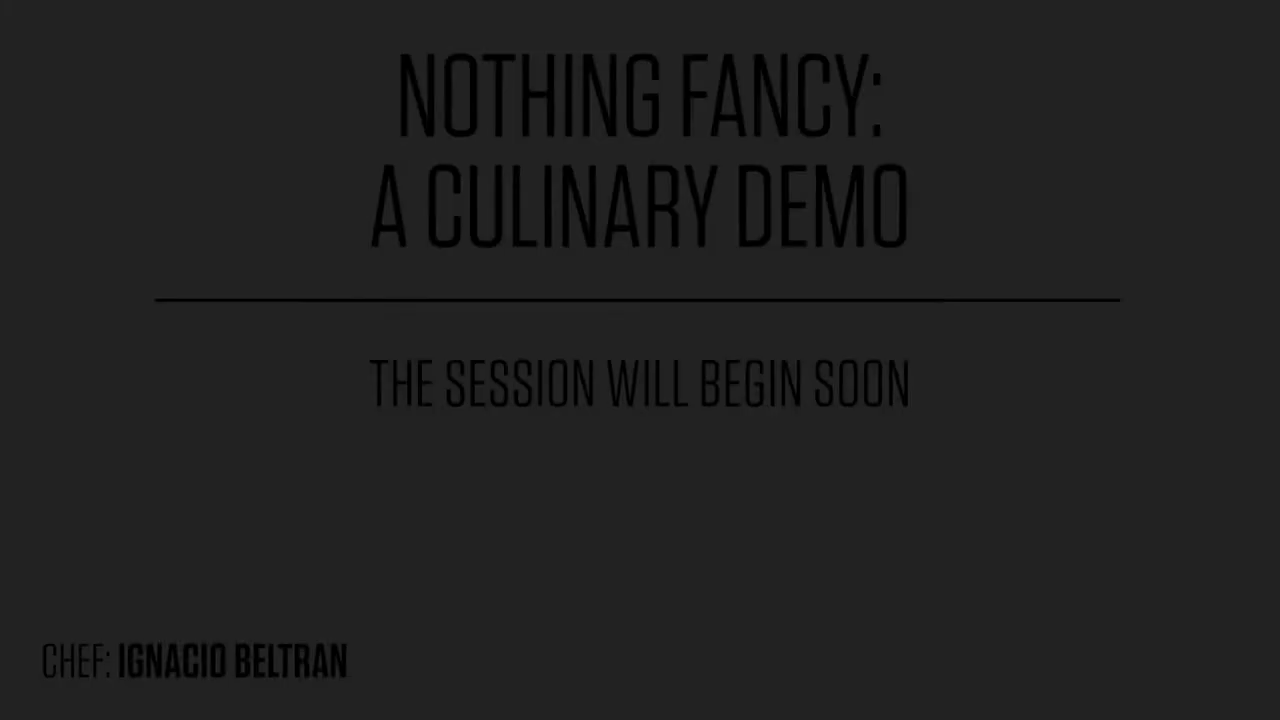 NOTHING FANCY:
A CULINARY DEMO
THE SESSION WILL BEGIN SOON
CHEF: IGNACIO BELTRAN